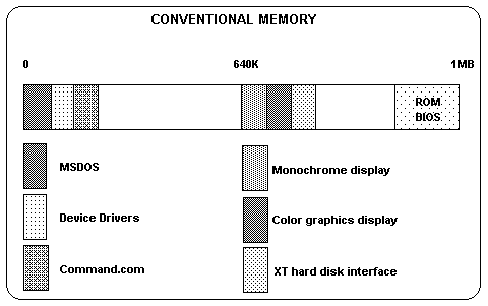 CONVENTIONAL MEMORY
0 640K 1MB
ROM
BIOS
MSDOS
Monochrome display
Device Drivers
Color graphics display
Command.com
XT hard disk interface